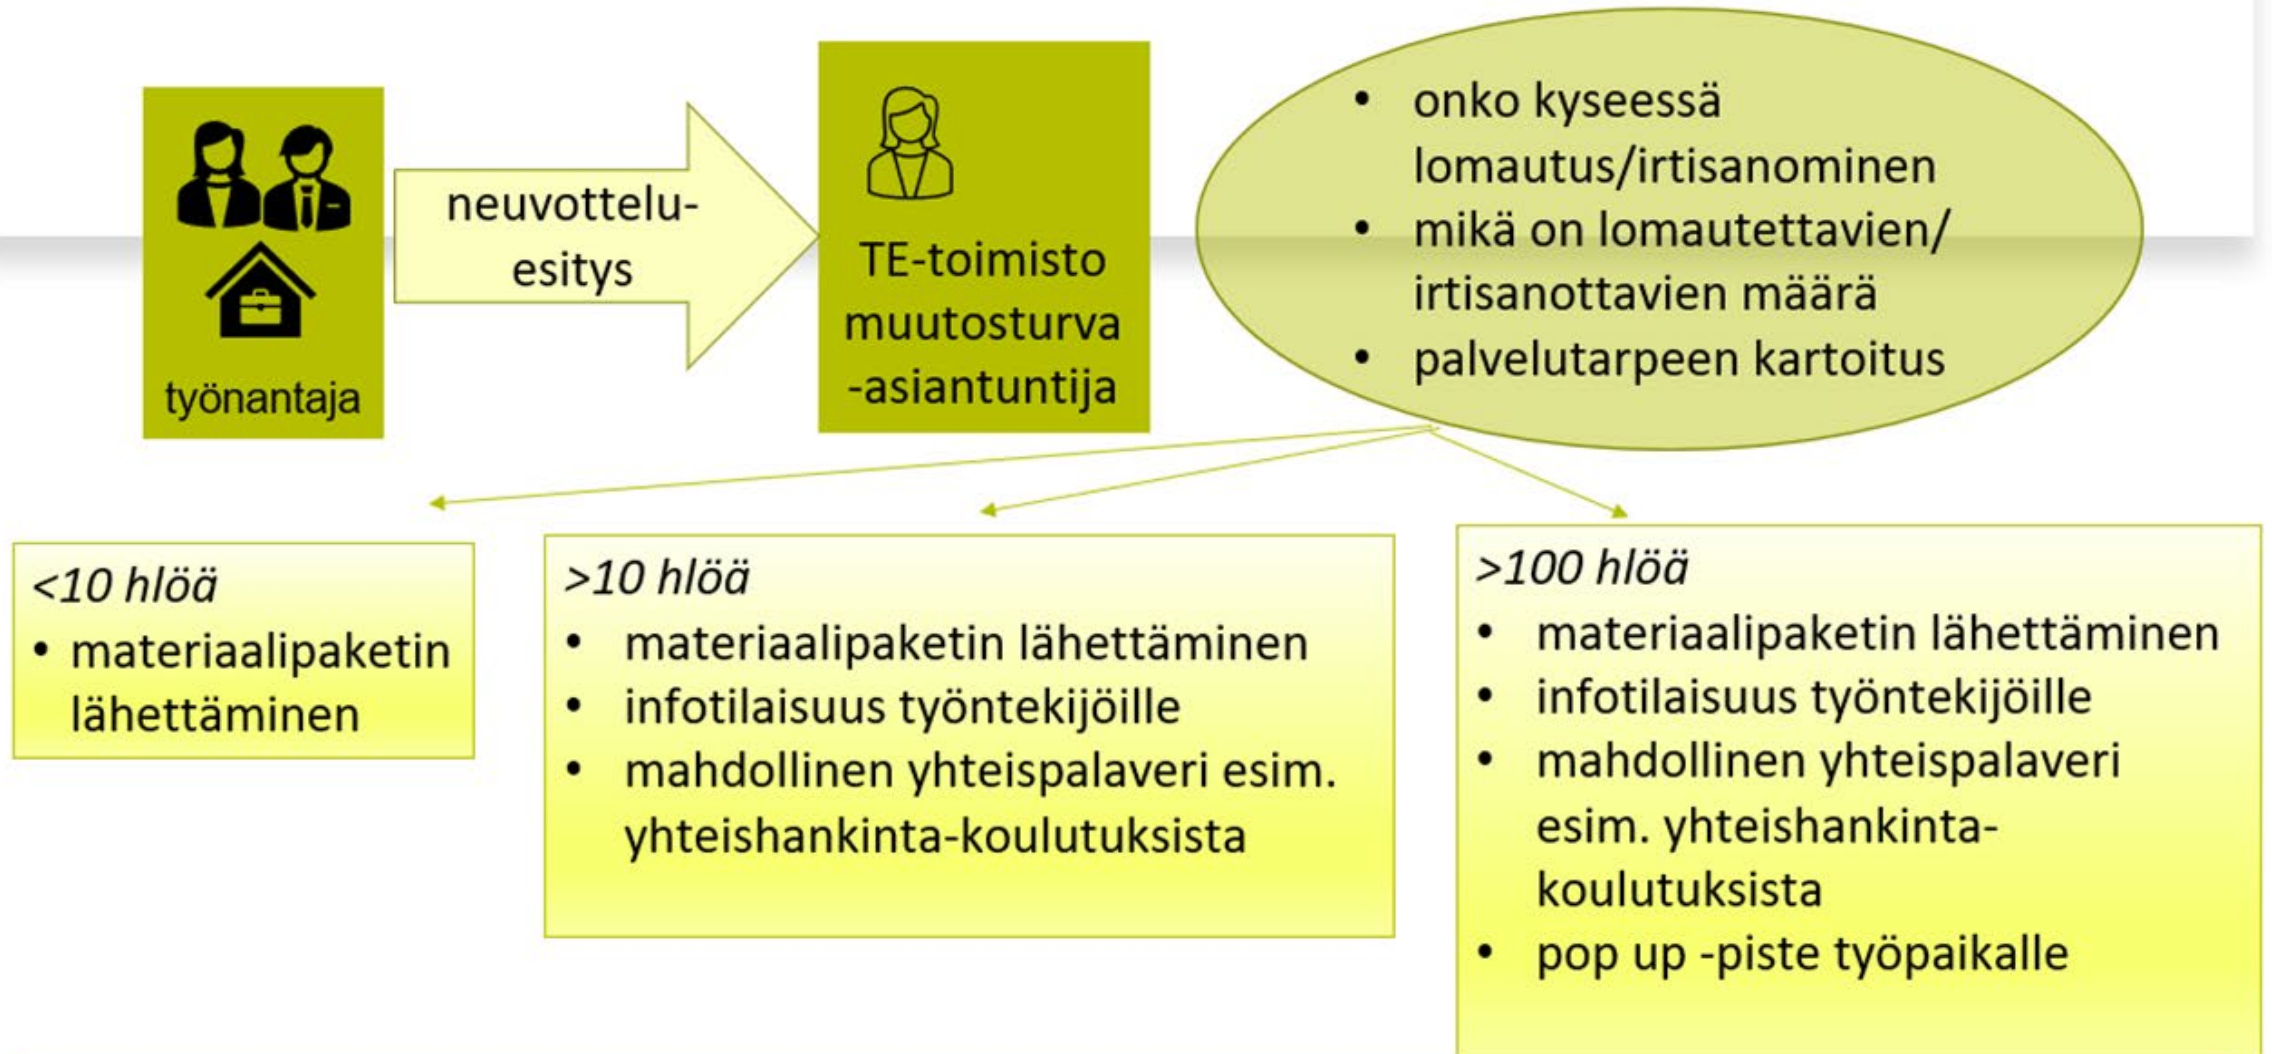 työnantaja
neuvottelu-
esitys
TE-toimisto
muutosturva
-asiantuntija
• onko kyseessä
lomautus/irtisanominen
• mikä on lomautettavien/
irtisanottavien määrä
• palvelutarpeen kartoitus
<10 hlöä
• materiaalipaketin
lähettäminen
>10 hlöä
• materiaalipaketin lähettäminen
• infotilaisuus työntekijöille
• mahdollinen yhteispalaveri esim.
yhteishankinta-koulutuksista
>100 hlöä
• materiaalipaketin lähettäminen
• infotilaisuus työntekijöille
• mahdollinen yhteispalaveri
esim. yhteishankinta-
koulutuksista
• pop up -piste työpaikalle